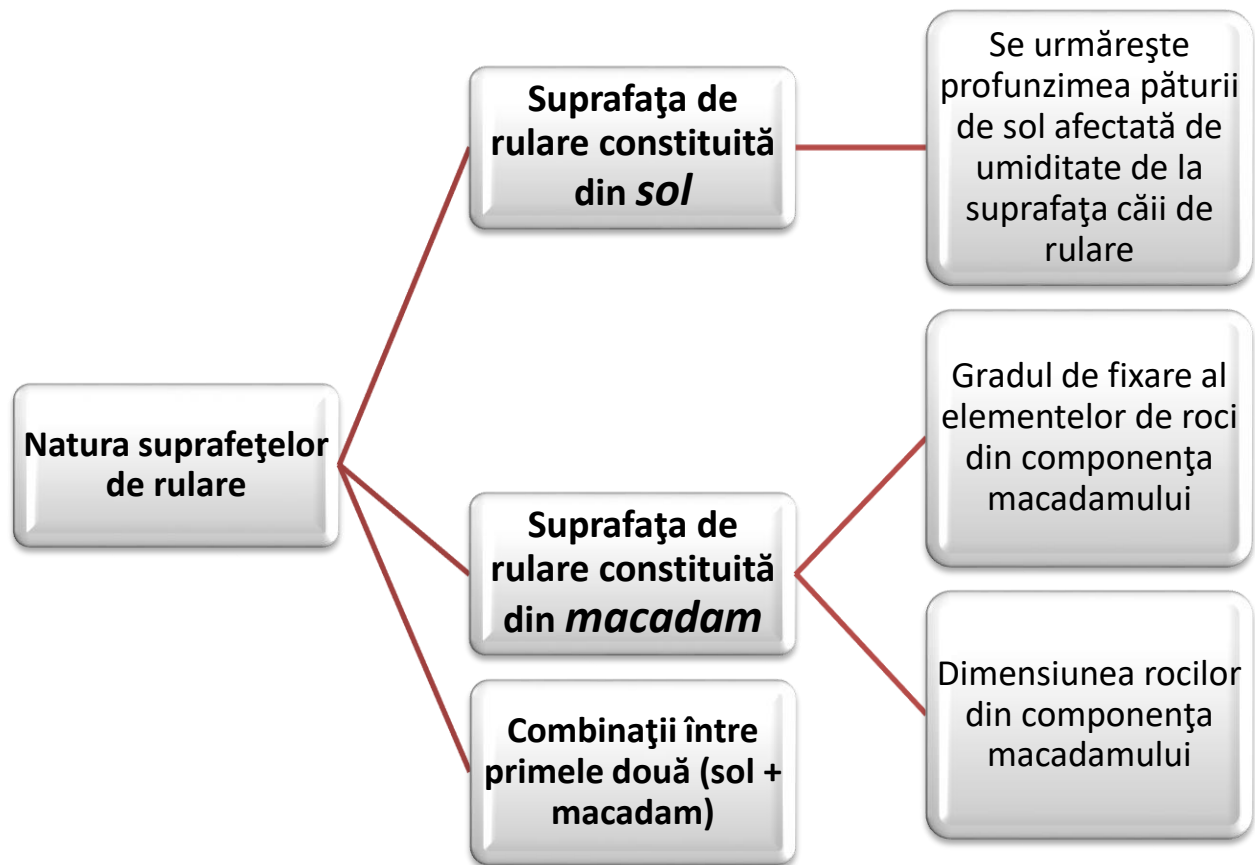 Natura suprafeţelor
de rulare
Suprafaţa de
rulare constituită
din sol
Se urmăreşte
profunzimea păturii
de sol afectată de
umiditate de la
suprafaţa căii de
rulare
Suprafaţa de
rulare constituită
din macadam
Gradul de fixare al
elementelor de roci
din componenţa
macadamului
Dimensiunea rocilor
din componenţa
macadamului
Combinaţii între
primele două (sol +
macadam)